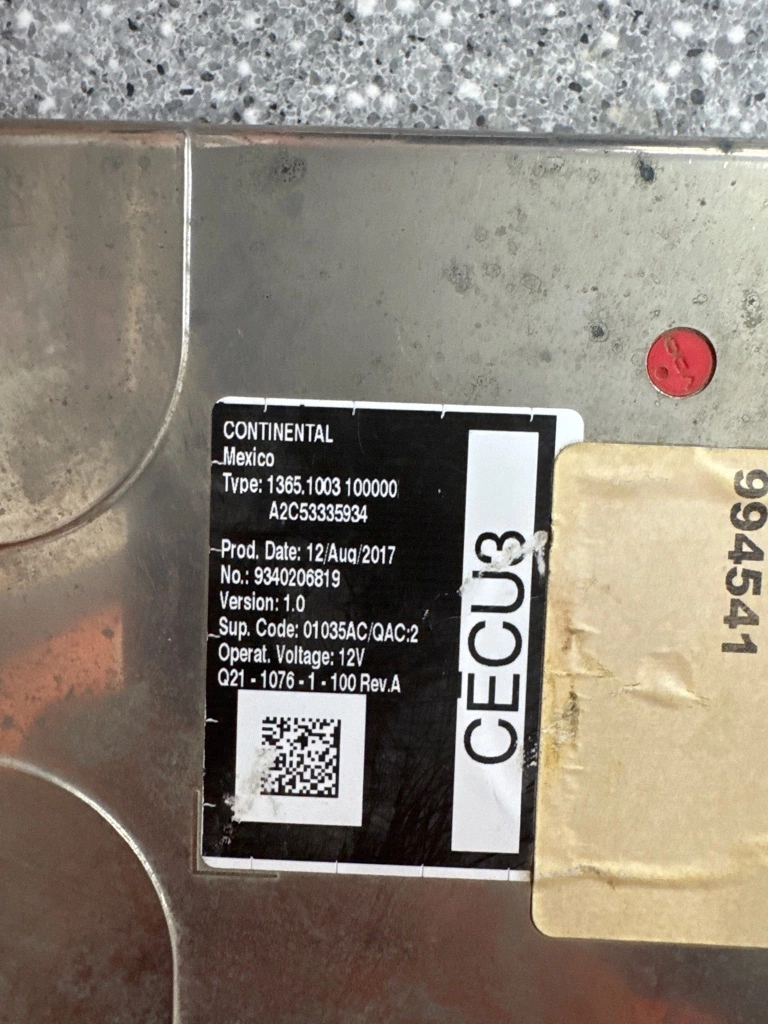 CONTINENTAL
Mexico
Type: 1365.1003 100000
A2C53335934
Prod. Date: 12/Aug/2017
No.: 9340206819
Version: 1.0
Sup. Code: 01035AC/QAC:2
Operat. Voltage: 12V
Q21 - 1076 - 1 - 100 Rev.A
CECU3
994541